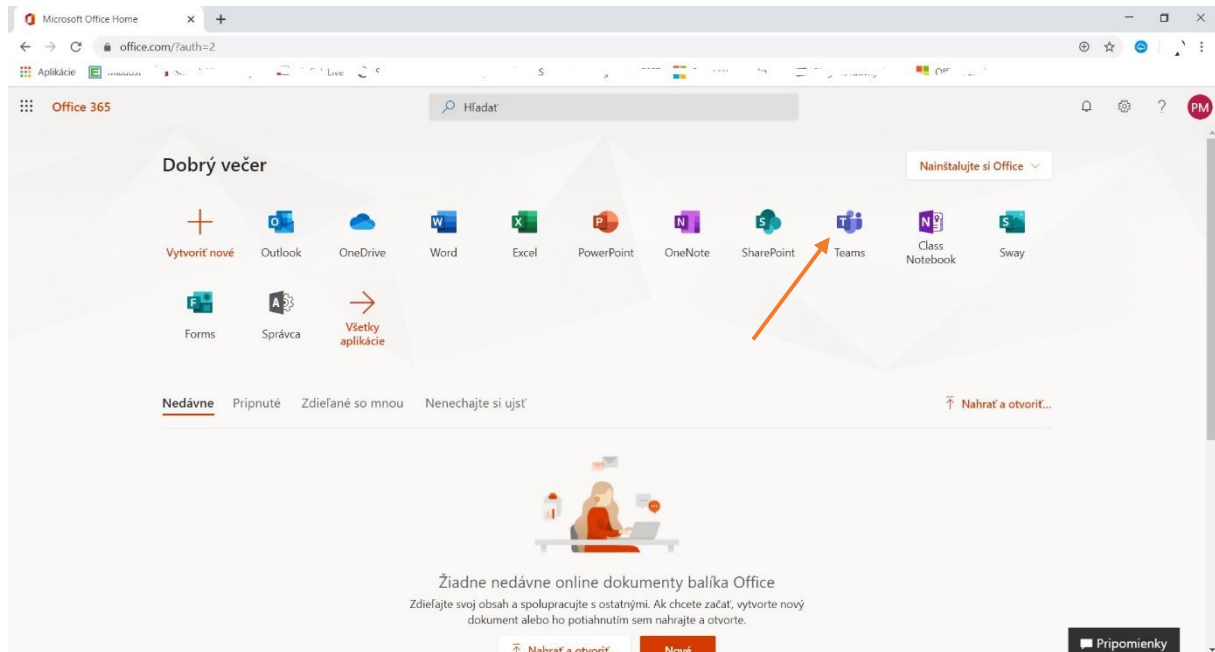 Microsoft Office Home
office.com/?auth=2
Aplikácie
Live
Office 365
Hľadať
PM
Dobrý večer
Nainštalujte si Office
Vytvoriť nové Outlook OneDrive Word Excel PowerPoint OneNote SharePoint Teams Class Notebook Sway
Forms Správca Všetky aplikácie
Nedávne Pripnuté Zdieľané so mnou Nenechajte si ujsť
Nahrať a otvoriť...
Žiadne nedávne online dokumenty balíka Office
Zdieľajte svoj obsah a spolupracujte s ostatnými. Ak chcete začať, vytvorte nový
dokument alebo ho potiahnutím sem nahrajte a otvorte.
Nahrať a otvoriť... Nové
Pripomienky